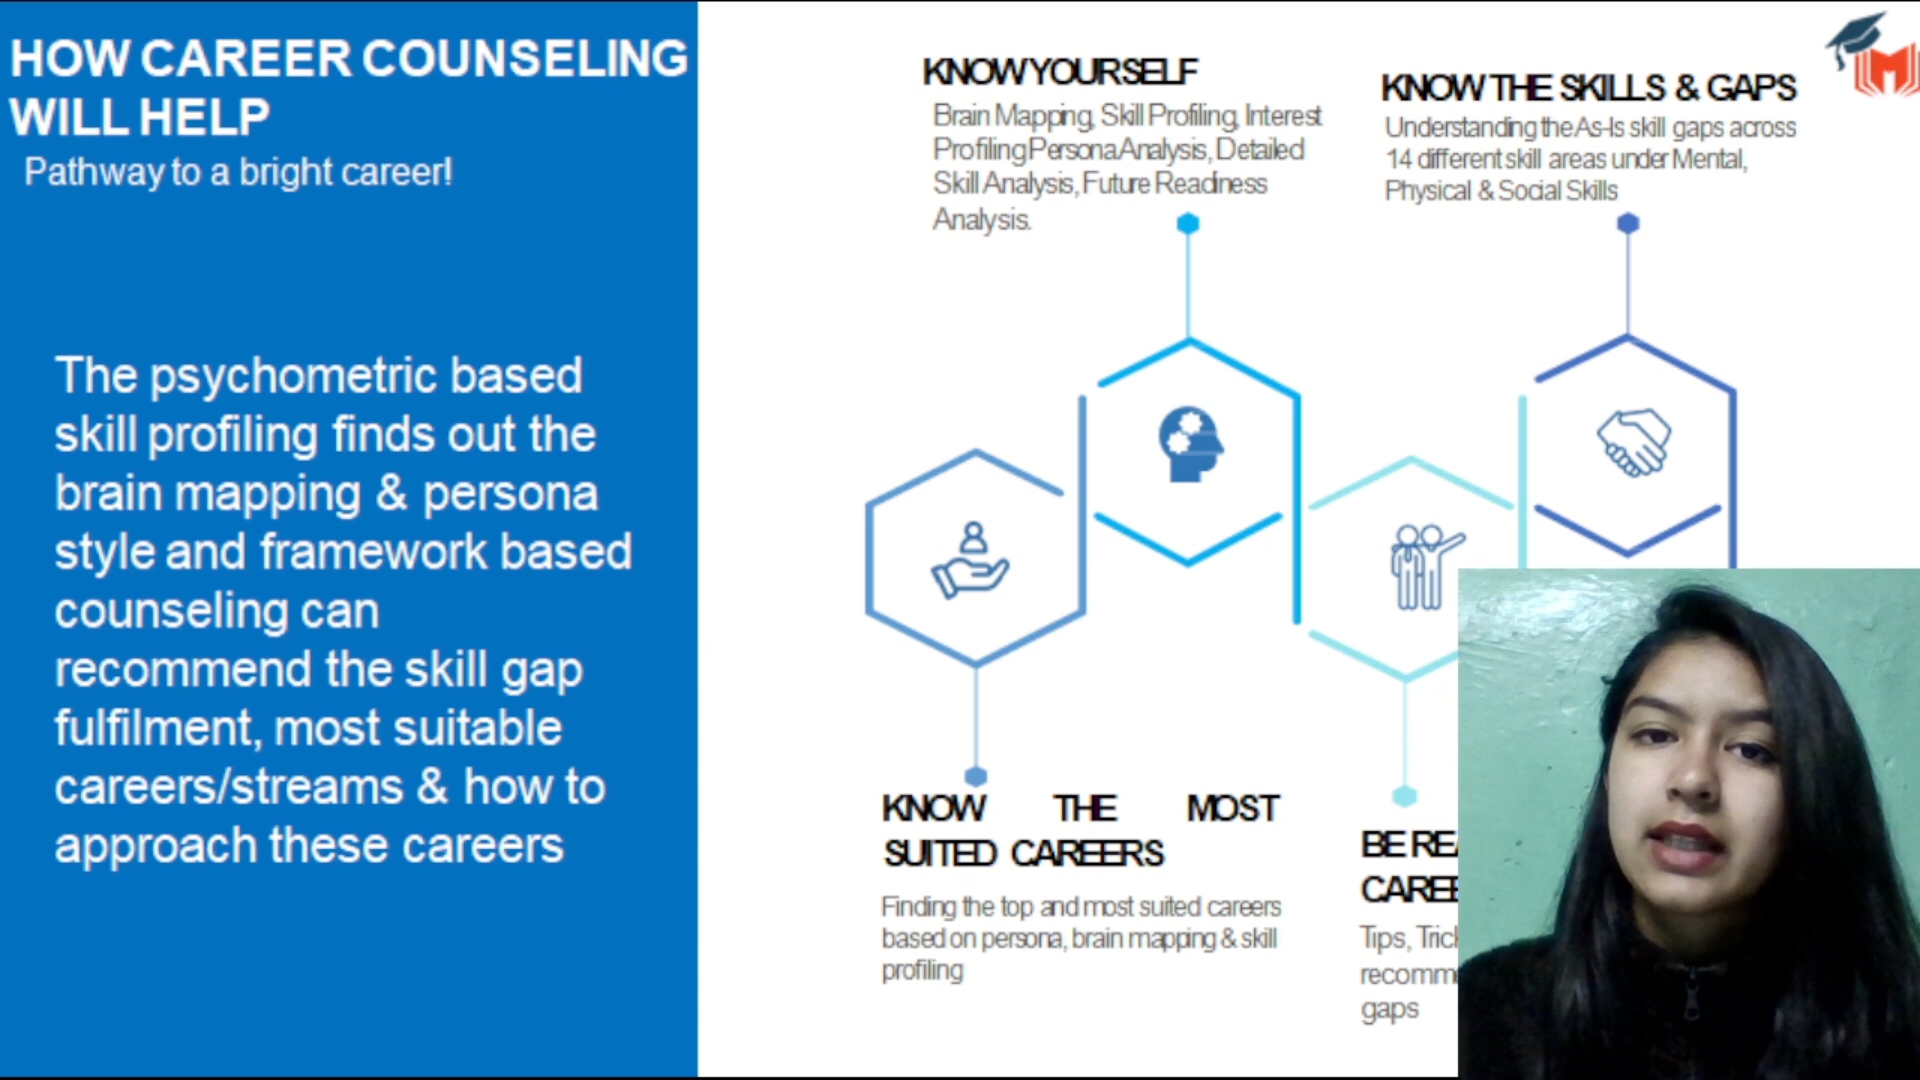 HOW CAREER COUNSELING
WILL HELP
Pathway to a bright career!
The psychometric based
skill profiling finds out the
brain mapping & persona
style and framework based
counseling can
recommend the skill gap
fulfilment, most suitable
careers/streams & how to
approach these careers
KNOW YOURSELF
Brain Mapping, Skill Profiling, Interest
Profiling Persona Analysis, Detailed
Skill Analysis, Future Readiness
Analysis.
KNOW THE SKILLS & GAPS
Understanding the As-Is skill gaps across
14 different skill areas under Mental,
Physical & Social Skills
KNOW THE MOST
SUITED CAREERS
Finding the top and most suited careers
based on persona, brain mapping & skill
profiling
BE
Tips,
gaps
M